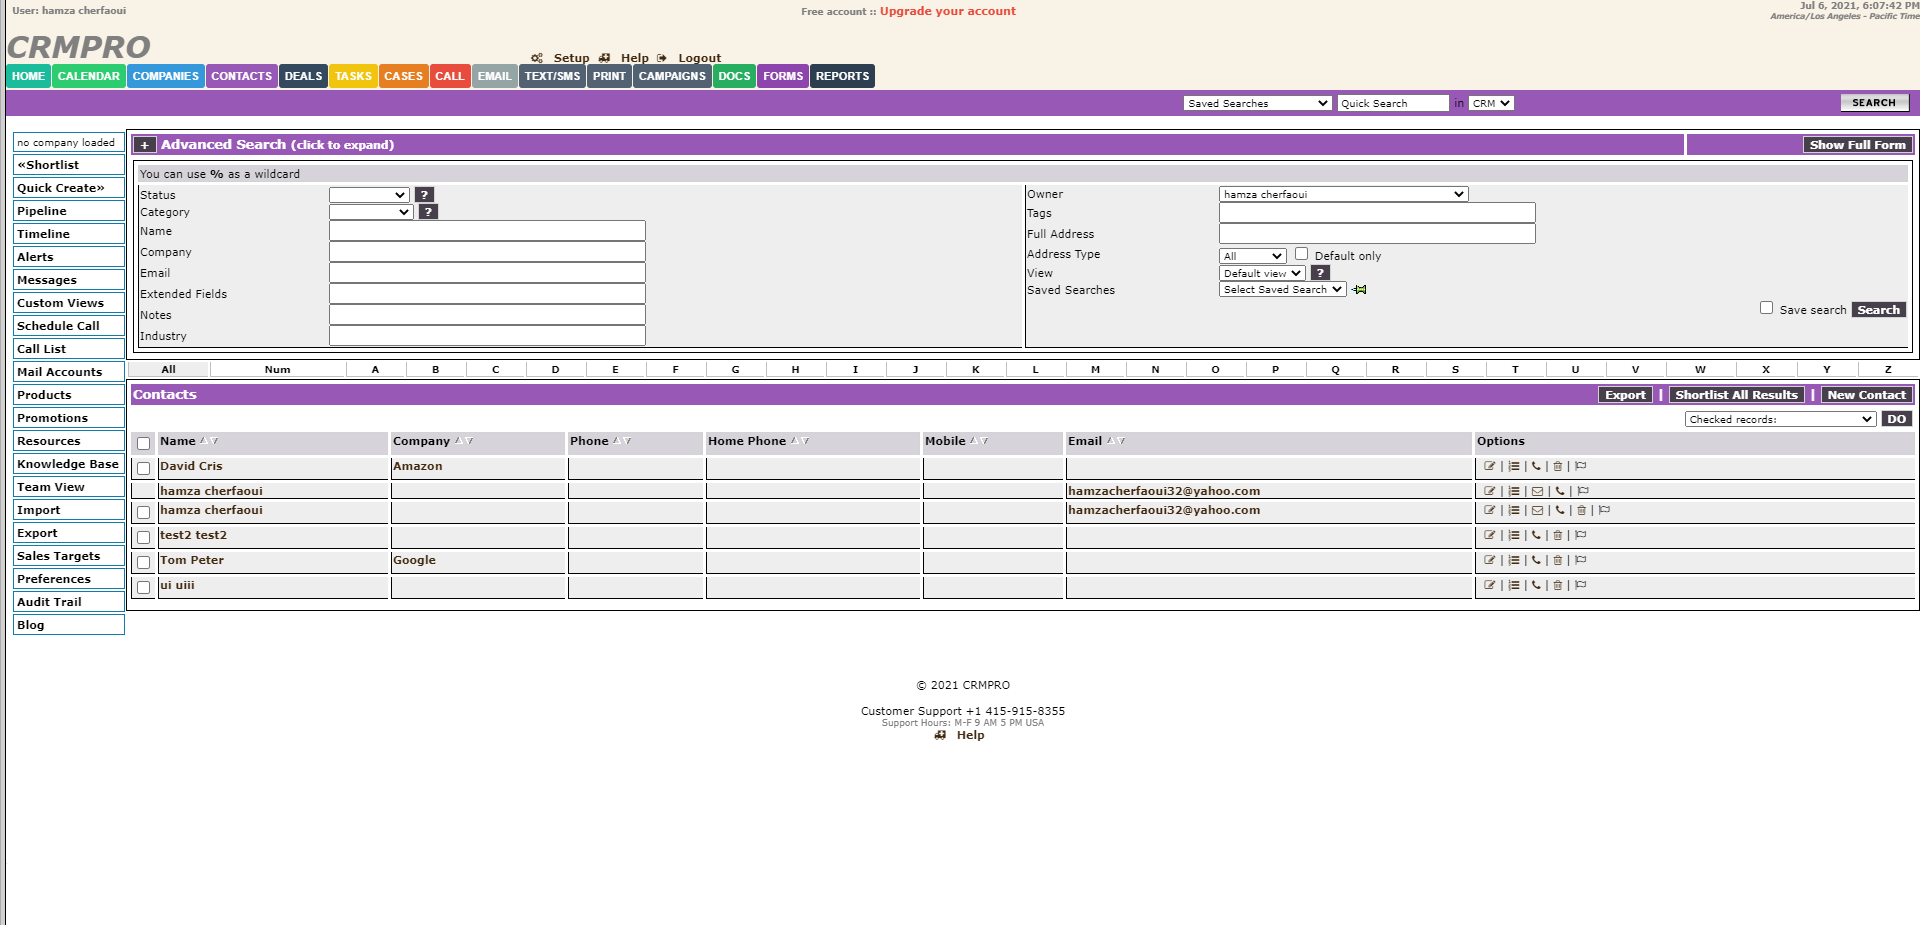 User: hamza cherfaoui
Free account :: Upgrade your account
Jul 6, 2021, 6:07:42 PM
America/Los Angeles - Pacific Time
CRMPRO
Setup Help Logout
HOME CALENDAR COMPANIES CONTACTS DEALS TASKS CASES CALL EMAIL TEXT/SMS PRINT CAMPAIGNS DOCS FORMS REPORTS
Saved Searches Quick Search in CRM SEARCH
no company loaded
«Shortlist
Quick Create»
Pipeline
Timeline
Alerts
Messages
Custom Views
Schedule Call
Call List
Mail Accounts
Products
Promotions
Resources
Knowledge Base
Team View
Import
Export
Sales Targets
Preferences
Audit Trail
Blog
+ Advanced Search (click to expand) Show Full Form
You can use % as a wildcard
Status ?
Category ?
Name
Company
Email
Extended Fields
Notes
Industry
Owner hamza cherfaoui
Tags
Full Address
Address Type All Default only
View Default view ?
Saved Searches Select Saved Search
Save search Search
All Num A B C D E F G H I J K L M N O P Q R S T U V W X Y Z
Contacts Export | Shortlist All Results | New Contact
Checked records: DO
Name Company Phone Home Phone Mobile Email Options
David Cris Amazon | | | |
hamza cherfaoui hamzacherfaoui32@yahoo.com | | | |
hamza cherfaoui hamzacherfaoui32@yahoo.com | | | | |
test2 test2 | | | |
Tom Peter Google | | | |
ui uiii | | | |
© 2021 CRMPRO
Customer Support +1 415-915-8355
Support Hours: M-F 9 AM 5 PM USA
Help